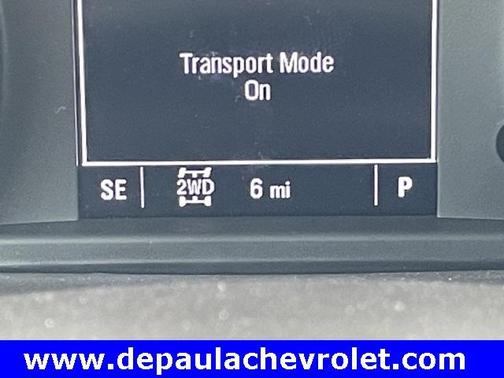 Transport Mode
On
SE 2WD 6 mi P
www.depaulachevrolet.com